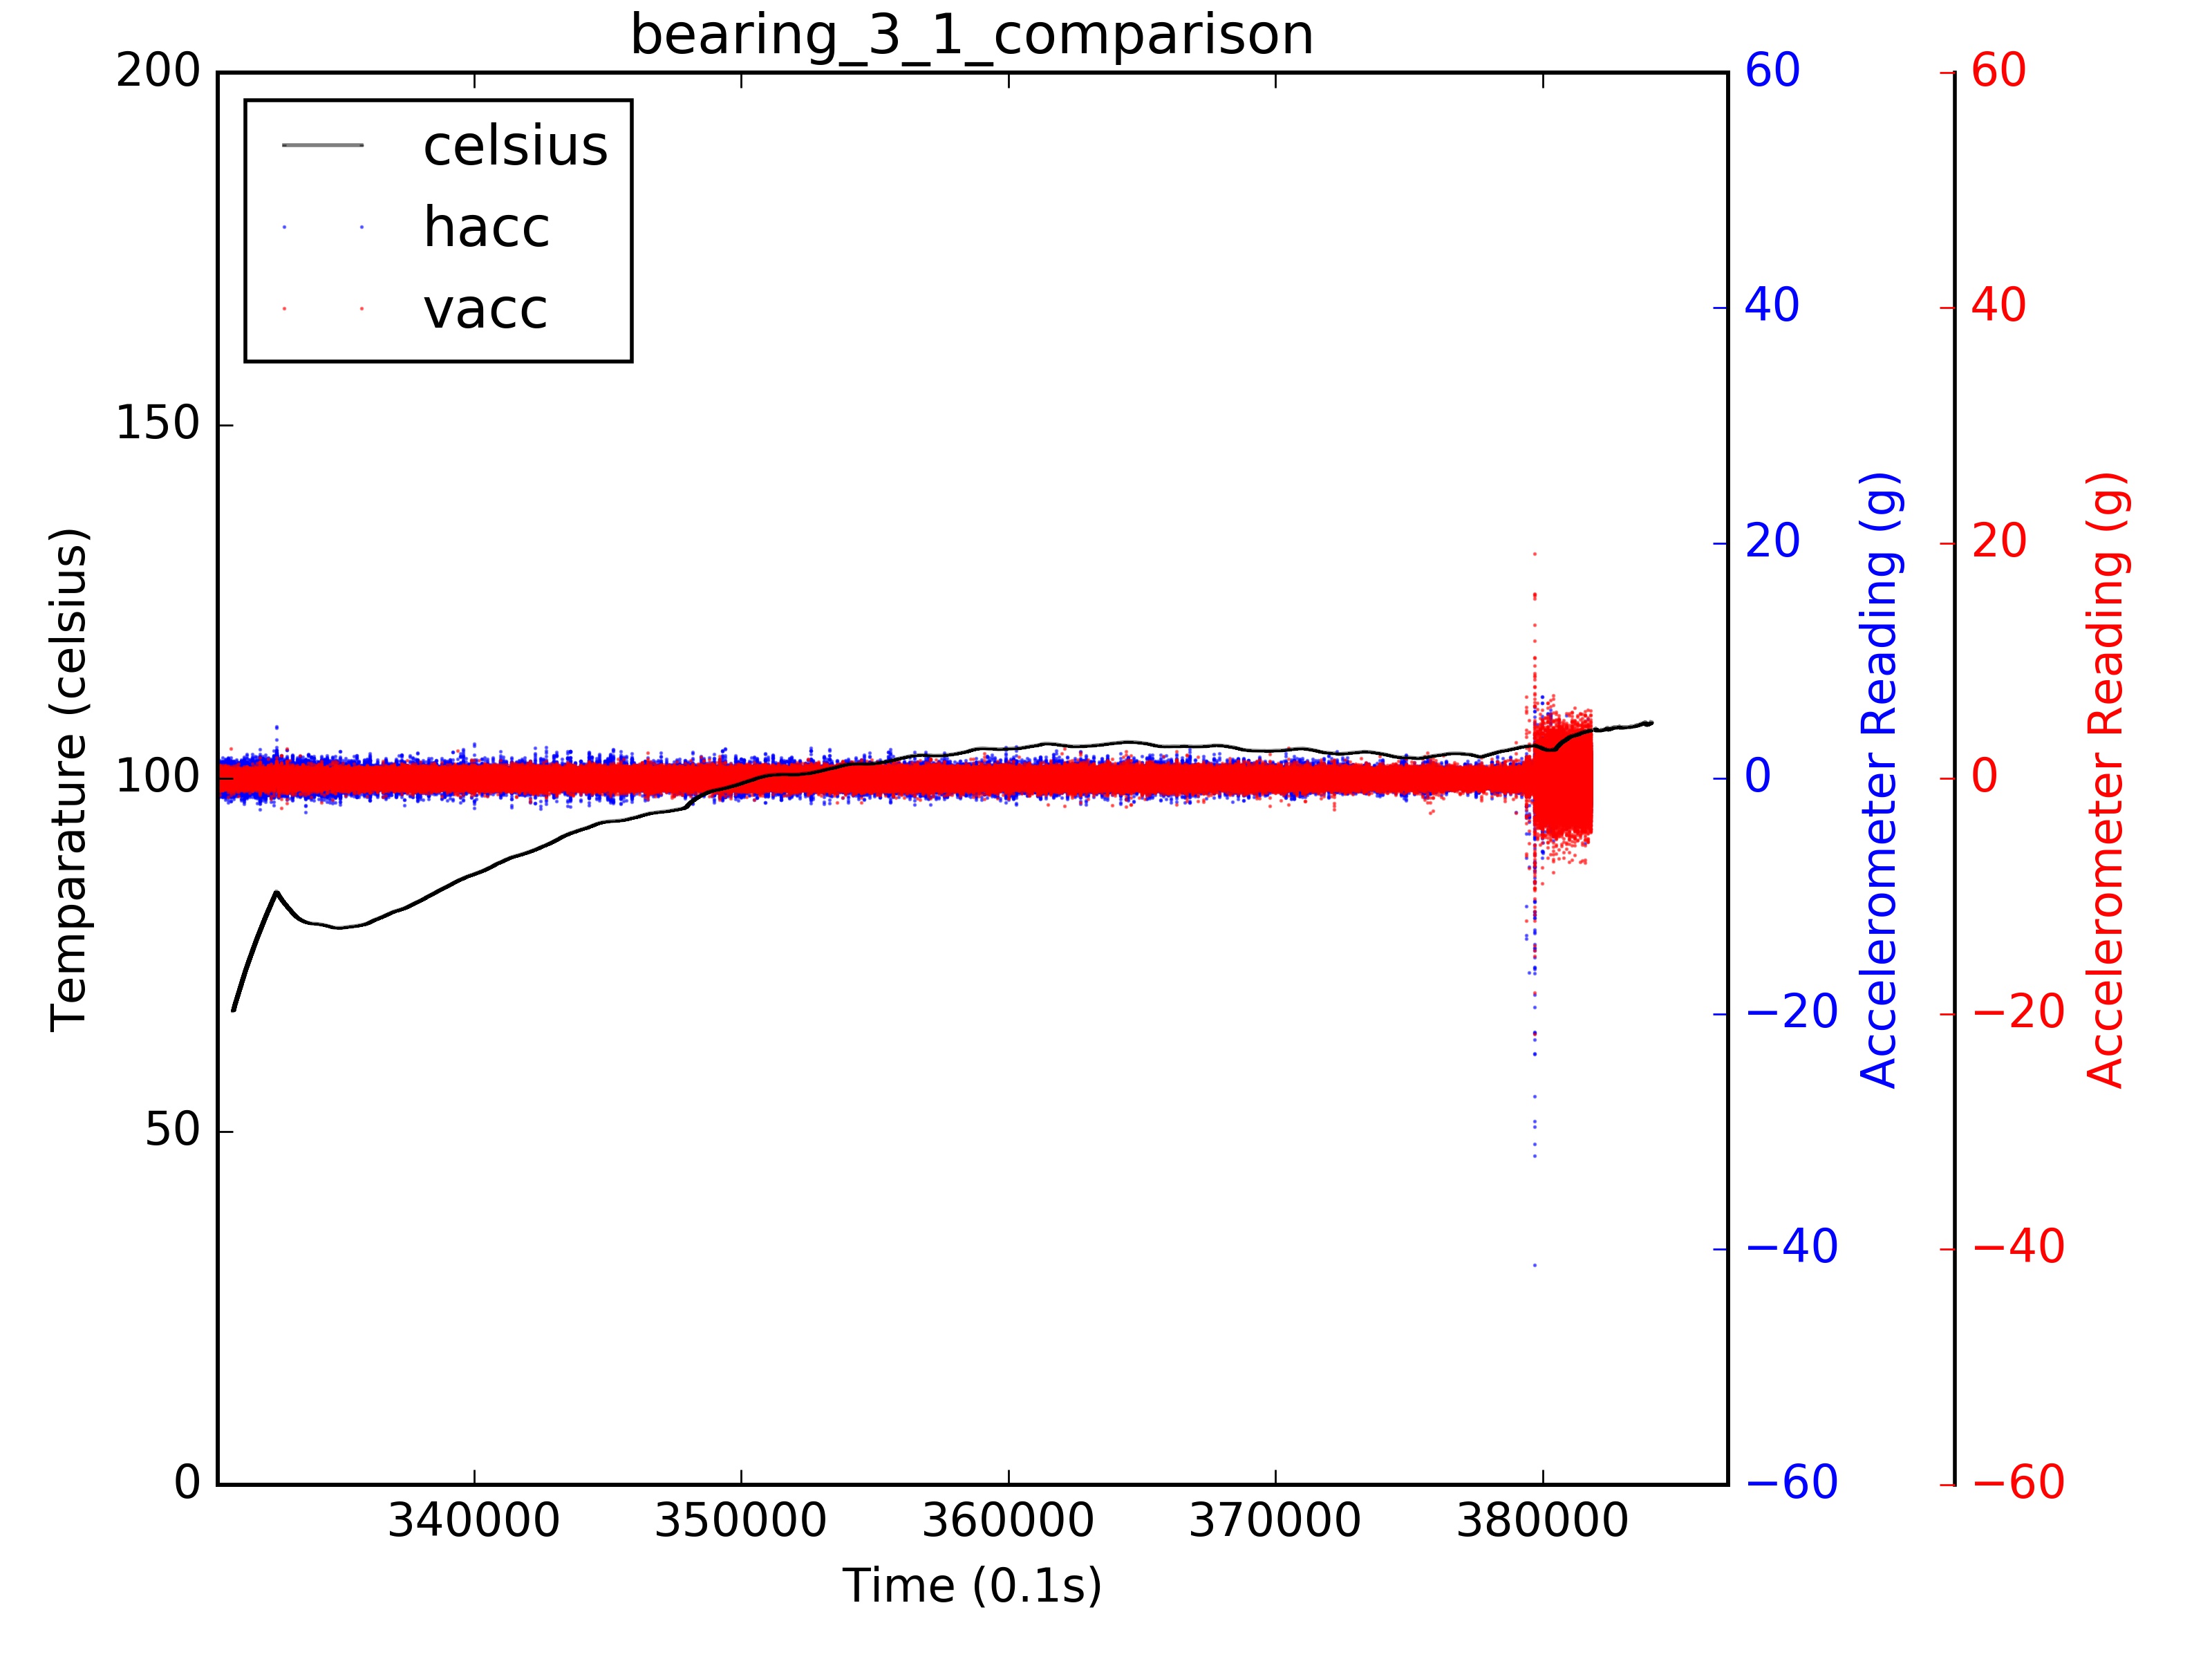 bearing_3_1_comparison
celsius
hacc
vacc
200
150
100
50
0
Temparature (celsius)
340000 350000 360000 370000 380000
Time (0.1s)
60
40
20
0
−20
−40
−60
Accelerometer Reading (g)
60
40
20
0
−20
−40
−60
Accelerometer Reading (g)